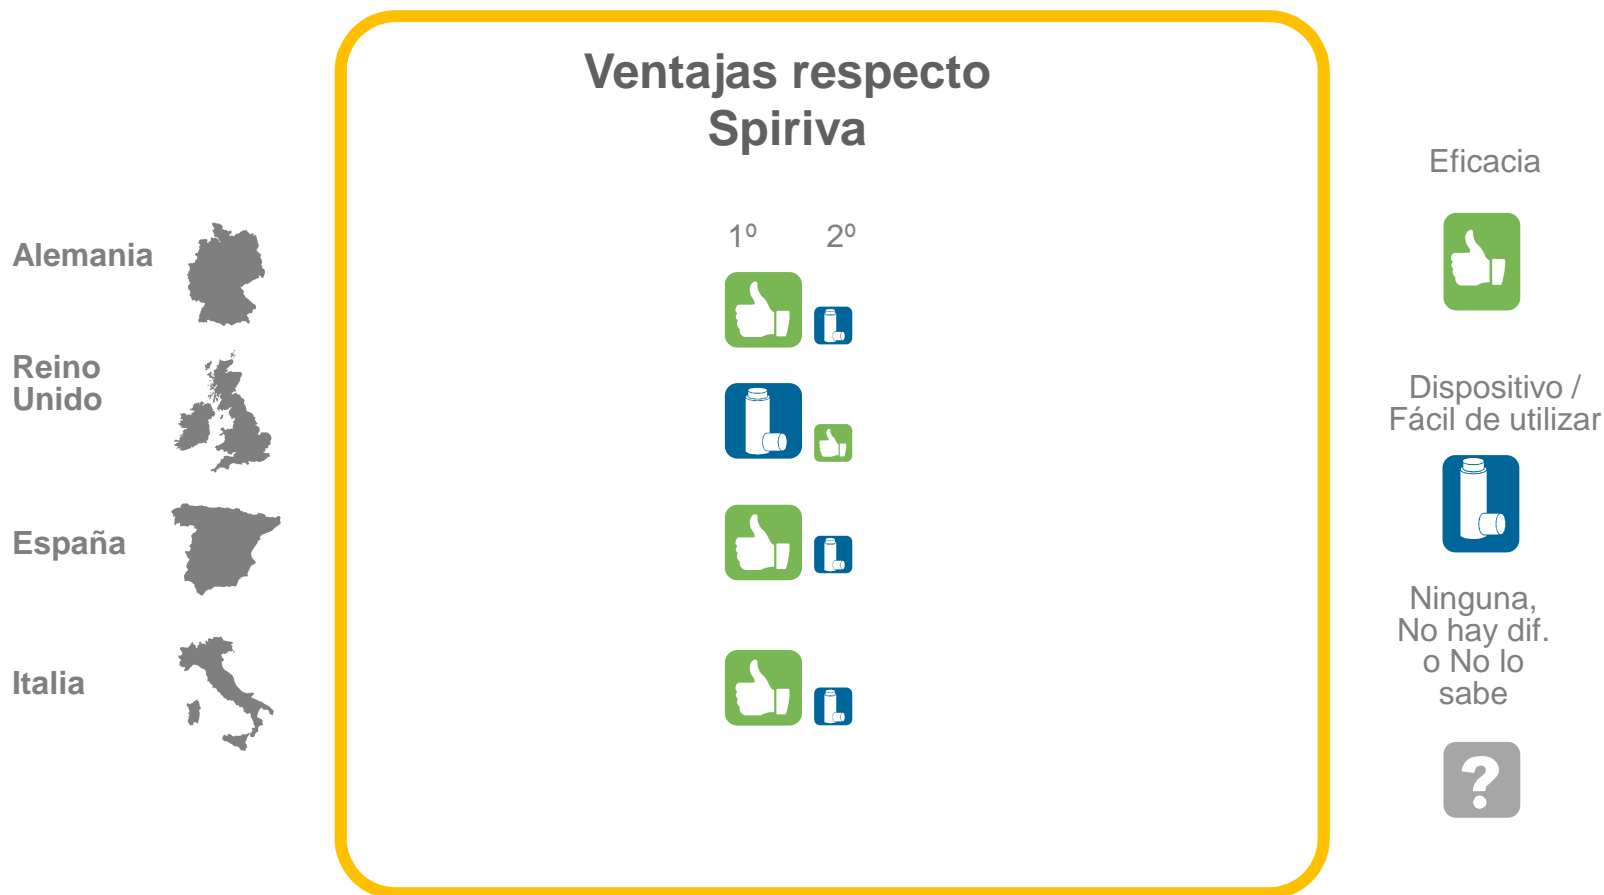 Ventajas respecto
Spiriva
1º 2º
Alemania
Reino
Unido
España
Italia
Eficacia
Dispositivo /
Fácil de utilizar
Ninguna,
No hay dif.
o No lo
sabe
?